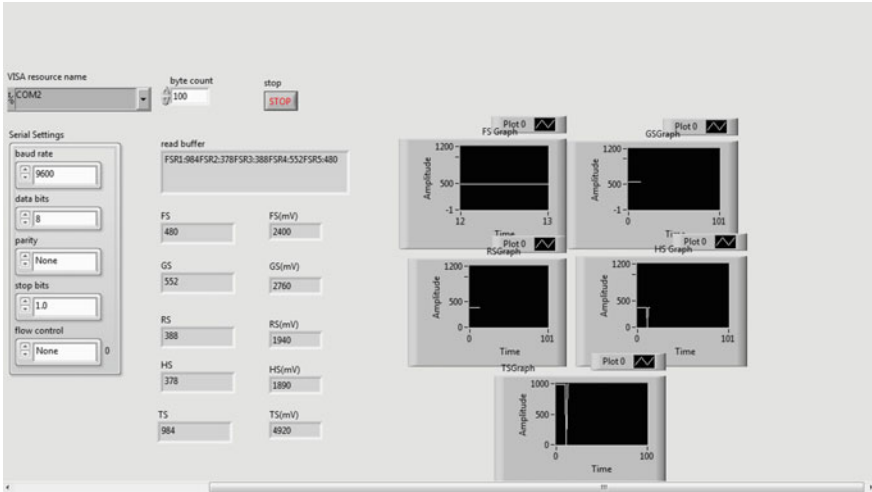 VISA resource name
COM2
byte count
100
stop
STOP
Serial Settings
baud rate
9600
data bits
8
parity
None
stop bits
1.0
flow control
None
0
read buffer
FSR1:984FSR2:378FSR3:388FSR4:552FSR5:480
FS
480
FS(mV)
2400
GS
552
GS(mV)
2760
RS
388
RS(mV)
1940
HS
378
HS(mV)
1890
TS
984
TS(mV)
4920
Plot 0
FS Graph
Amplitude
1200
500
-1
12
13
Time
Plot 0
GSGraph
Amplitude
1200
500
-1
0
101
Plot 0
RSGraph
Amplitude
1200
500
0
0
101
Time
Plot 0
HS Graph
Amplitude
1200
500
0
0
101
Time
Plot 0
TSGraph
Amplitude
1000
500
0
0
100
Time